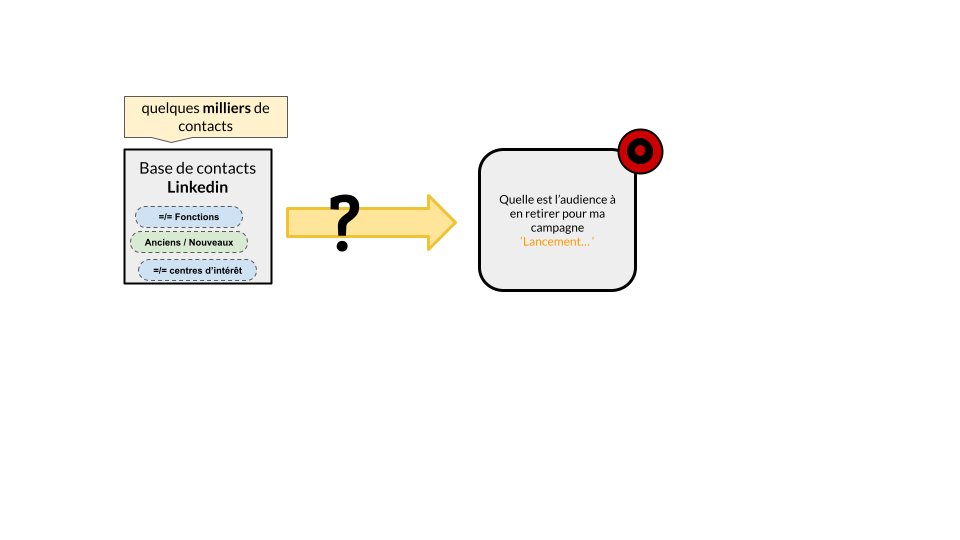 quelques milliers de
contacts
Base de contacts
Linkedin
=/= Fonctions
Anciens / Nouveaux
=/= centres d'intérêt
?
Quelle est l'audience à
en retirer pour ma
campagne
'Lancement... '